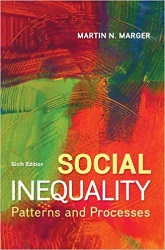 MARTIN N. MARGER
Sixth Edition
SOCIAL
INEQUALITY
Patterns and Processes